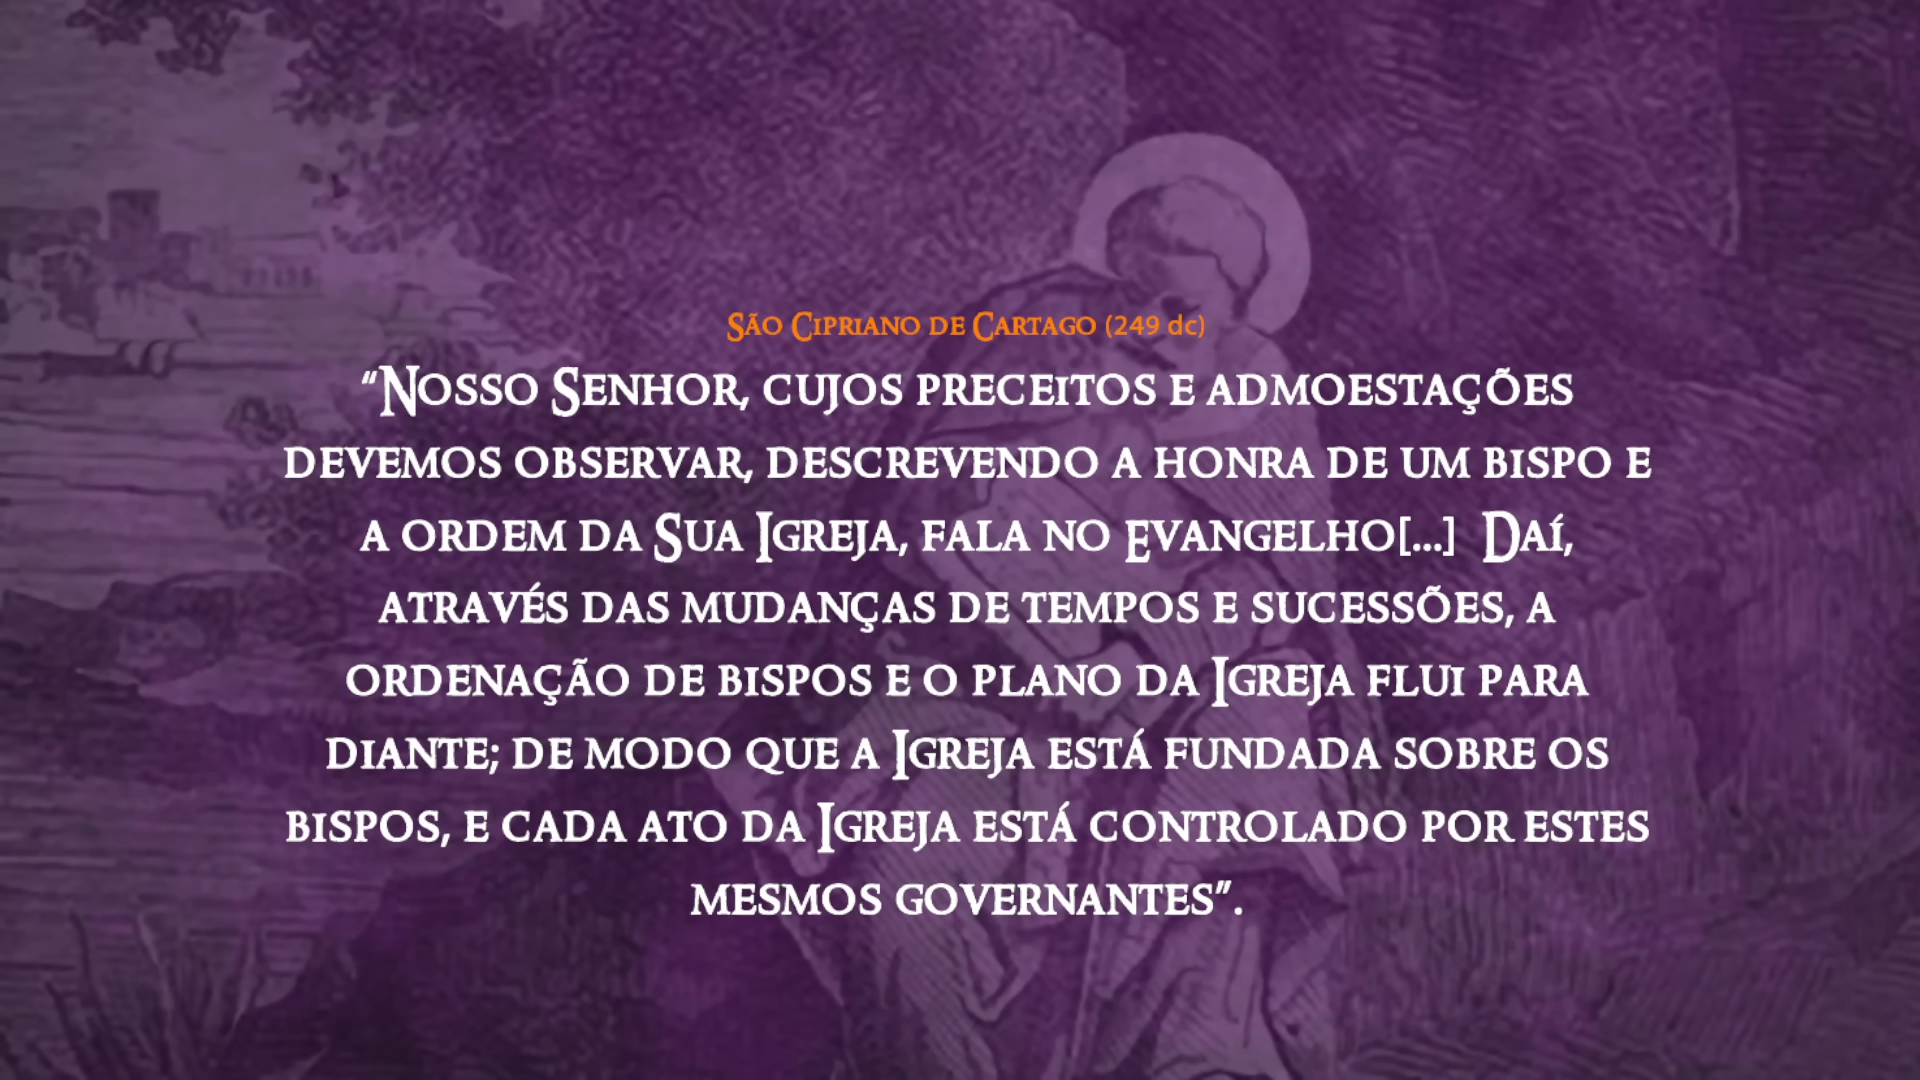 São Cipriano de Cartago (249 dc)
“Nosso Senhor, cujos preceitos e admoestações
devemos observar, descrevendo a honra de um bispo e
a ordem da Sua Igreja, fala no Evangelho[...] Daí,
através das mudanças de tempos e sucessões, a
ordenação de bispos e o plano da Igreja flui para
diante; de modo que a Igreja está fundada sobre os
bispos, e cada ato da Igreja está controlado por estes
mesmos governantes”.